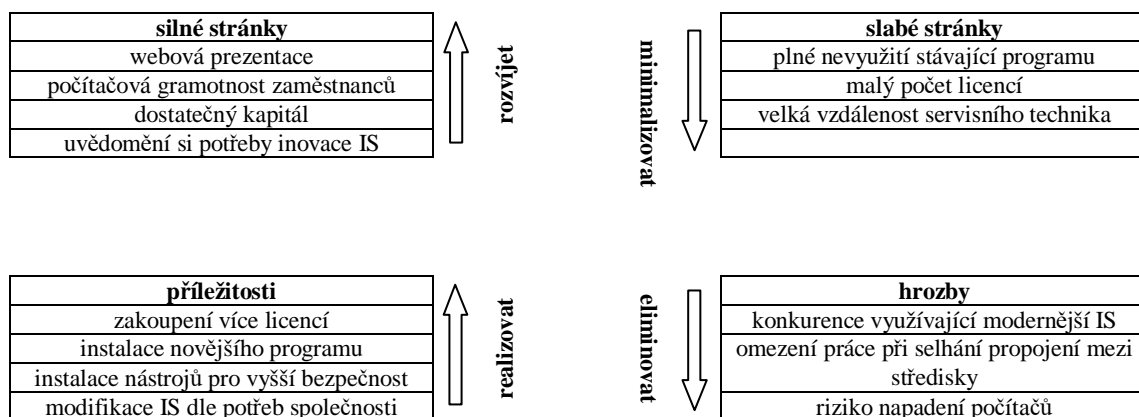 silné stránky
webová prezentace
počítačová gramotnost zaměstnanců
dostatečný kapitál
uvědomění si potřeby inovace IS
rozvíjet
minimalizovat
slabé stránky
plné nevyužití stávající programu
malý počet licencí
velká vzdálenost servisního technika
příležitosti
zakoupení více licencí
instalace novějšího programu
instalace nástrojů pro vyšší bezpečnost
modifikace IS dle potřeb společnosti
realizovat
eliminovat
hrozby
konkurence využívající modernější IS
omezení práce při selhání propojení mezi
středisky
riziko napadení počítačů